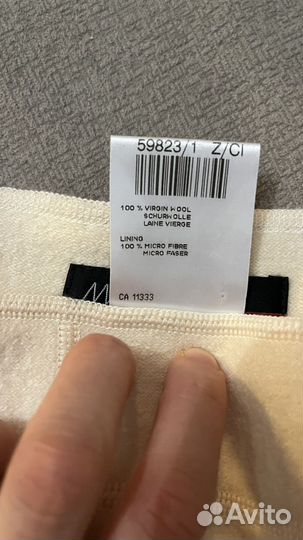 59823/1 Z/CI
100 % VIRGIN WOOL
SCHURWOLLE
LAINE VIERGE
LINING
100 % MICRO FIBRE
MICRO FASER
CA 11333
Avito